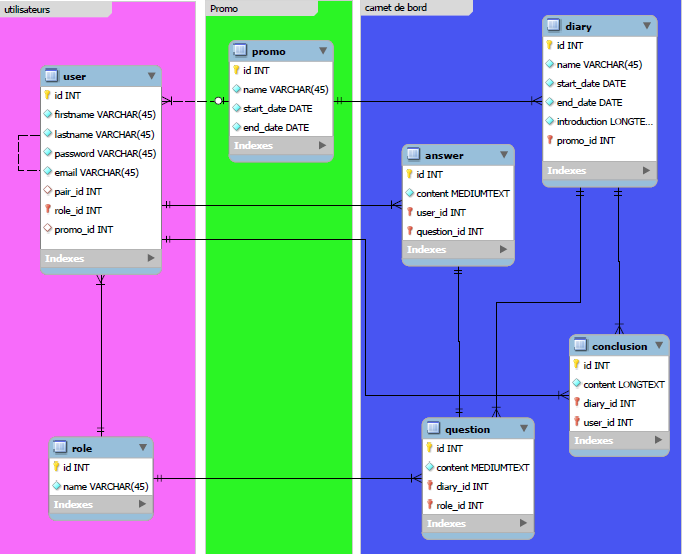 utilisateurs
Promo
carnet de bord
user
id INT
firstname VARCHAR(45)
lastname VARCHAR(45)
password VARCHAR(45)
email VARCHAR(45)
pair_id INT
role_id INT
promo_id INT
Indexes
role
id INT
name VARCHAR(45)
Indexes
promo
id INT
name VARCHAR(45)
start_date DATE
end_date DATE
Indexes
diary
id INT
name VARCHAR(45)
start_date DATE
end_date DATE
introduction LONGTE...
promo_id INT
Indexes
answer
id INT
content MEDIUMTEXT
user_id INT
question_id INT
Indexes
conclusion
id INT
content LONGTEXT
diary_id INT
user_id INT
Indexes
question
id INT
content MEDIUMTEXT
diary_id INT
role_id INT
Indexes